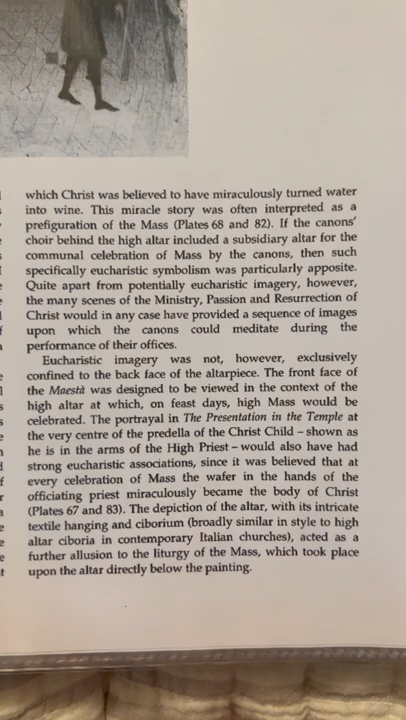 which Christ was believed to have miraculously turned water
into wine. This miracle story was often interpreted as a
prefiguration of the Mass (Plates 68 and 82). If the canons'
choir behind the high altar included a subsidiary altar for the
communal celebration of Mass by the canons, then such
specifically eucharistic symbolism was particularly apposite.
Quite apart from potentially eucharistic imagery, however,
the many scenes of the Ministry, Passion and Resurrection of
Christ would in any case have provided a sequence of images
upon which the canons could meditate during the
performance of their offices.
Eucharistic imagery was not, however, exclusively
confined to the back face of the altarpiece. The front face of
the Maestà was designed to be viewed in the context of the
high altar at which, on feast days, high Mass would be
celebrated. The portrayal in The Presentation in the Temple at
the very centre of the predella of the Christ Child – shown as
he is in the arms of the High Priest – would also have had
strong eucharistic associations, since it was believed that at
every celebration of Mass the wafer in the hands of the
officiating priest miraculously became the body of Christ
(Plates 67 and 83). The depiction of the altar, with its intricate
textile hanging and ciborium (broadly similar in style to high
altar ciboria in contemporary Italian churches), acted as a
further allusion to the liturgy of the Mass, which took place
upon the altar directly below the painting.